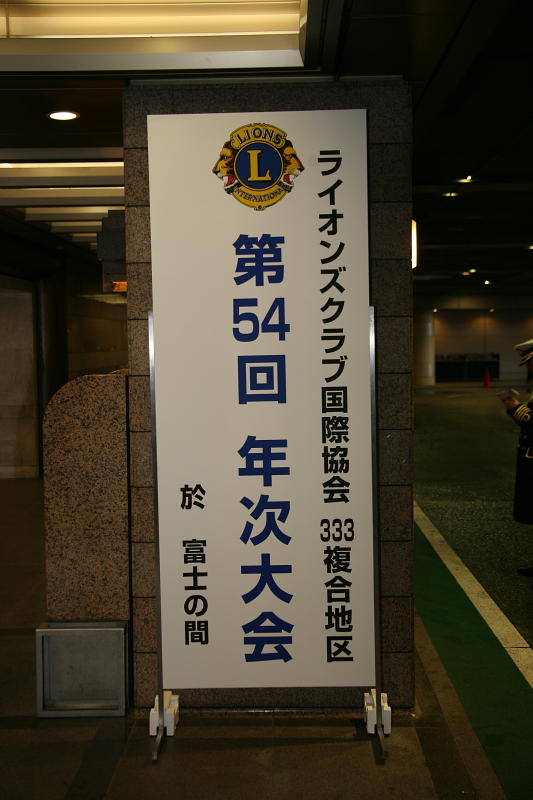 LIONS
L
INTERNATIONAL
ライオンズクラブ国際協会 333複合地区
第54回 年次大会
於 富士の間